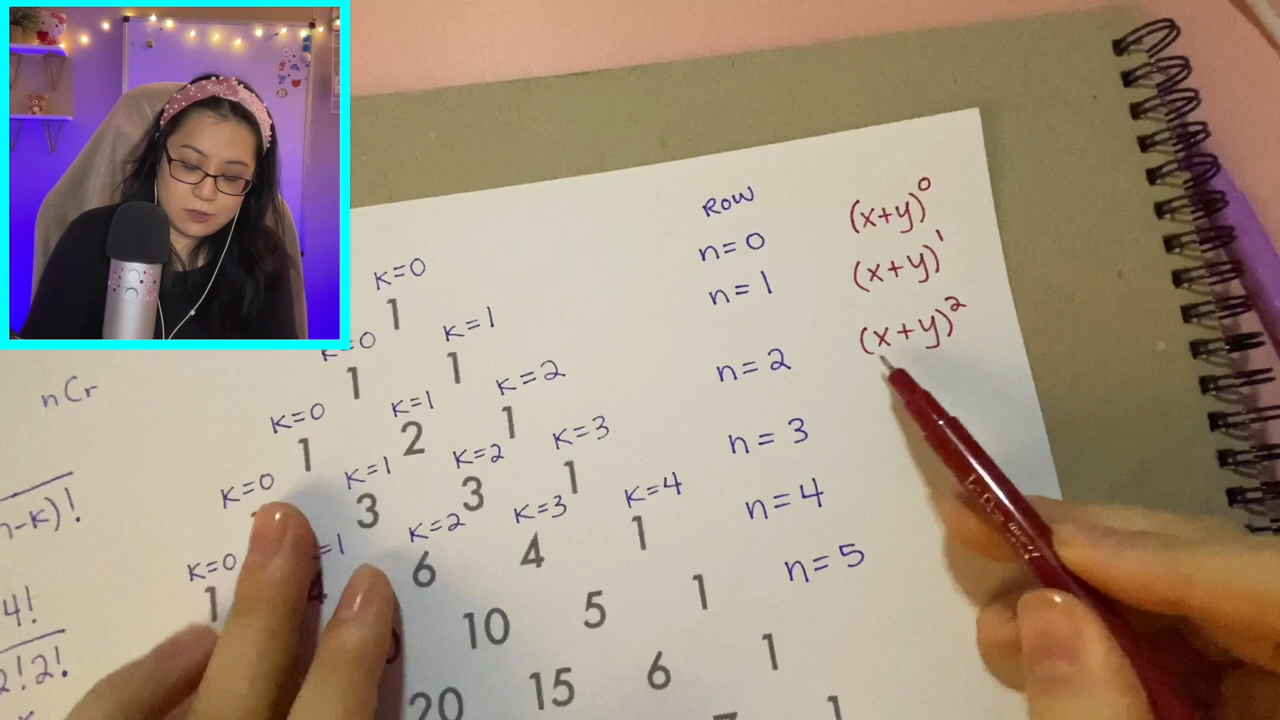 ROW
(x+y)⁰
n=0
k=0
1
(x+y)¹
n=1
k=0 k=1
1 1
(x+y)²
n=2
nCr
k=0 k=1 k=2
1 2 1
n=3
k=0 k=1 k=2 k=3
3 3 1
n-k)!
n=4
k=0 =1 k=2 k=3 k=4
1 4 6 4 1
n=5
4!
2!2!
10 5 1
20 15 6 1
1